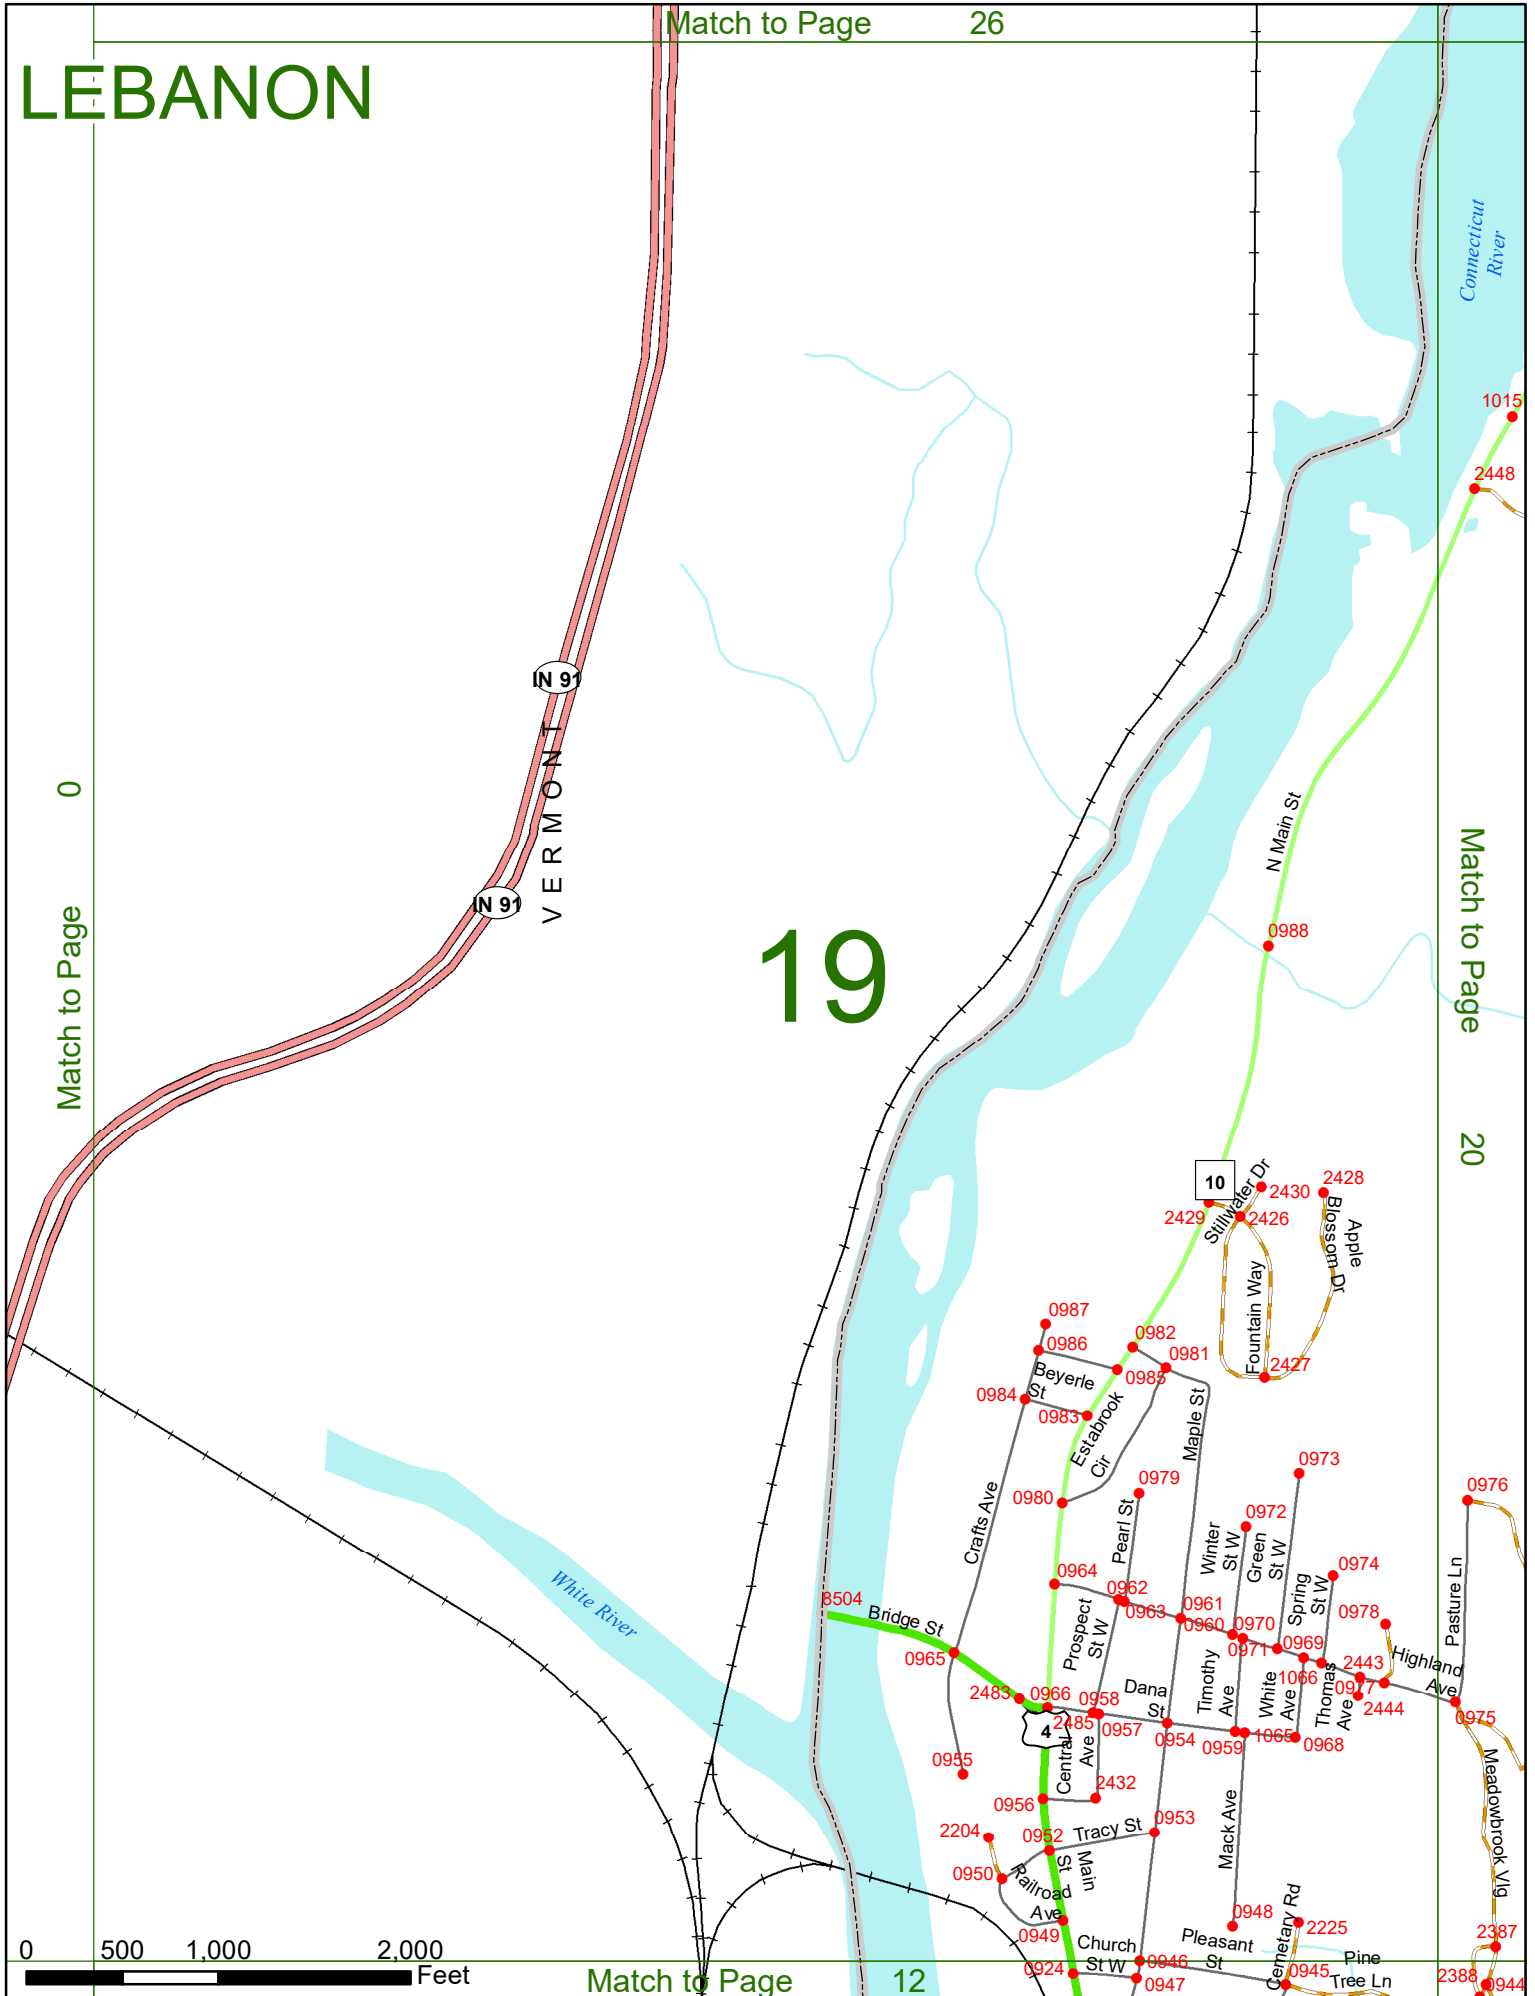 Match to Page 26
LEBANON
Connecticut
River
1015
2448
IN 91
VERMONT
0
Match to Page
IN 91
19
N Main St
Match to Page
20
0988
10
Stillwater Dr
2430
2428
2429
2426
Apple
Blossom Dr
Fountain Way
2427
0987
0986
0982
0981
Beyerle
St
0985
0984
0983
Estabrook
Cir
Maple St
0973
0979
0976
0980
Crafts Ave
Pearl St
0972
Winter
St W
Green
St W
0974
0964
0962
0963
Spring
St W
Pasture Ln
0978
White River
8504
Bridge St
0961
0960
0970
0971
0969
Prospect
St W
0965
1066
2443
Highland
Ave
0977
2444
Thomas
Ave
Timothy
Ave
White
Ave
Dana
St
2483
0966
0958
2485
0957
0975
4
0954
0959
1065
0968
Central
Ave
0955
2432
Meadowbrook Vlg
0956
Mack Ave
2204
0952
Tracy St
0953
Main
St
0950
Railroad
Ave
0948
Cemetary Rd
2225
0949
Pleasant
St
2387
0 500 1,000 2,000
Feet
Church
St W
0946
Pine
Tree Ln
0924
0947
0945
2388
0944
Match to Page 12